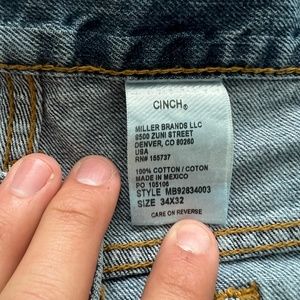 CINCH®
MILLER BRANDS LLC
6500 ZUNI STREET
DENVER, CO 80260
USA
RN# 155737
100% COTTON / COTON
MADE IN MEXICO
PO 105106
STYLE MB92834003
SIZE 34X32
CARE ON REVERSE